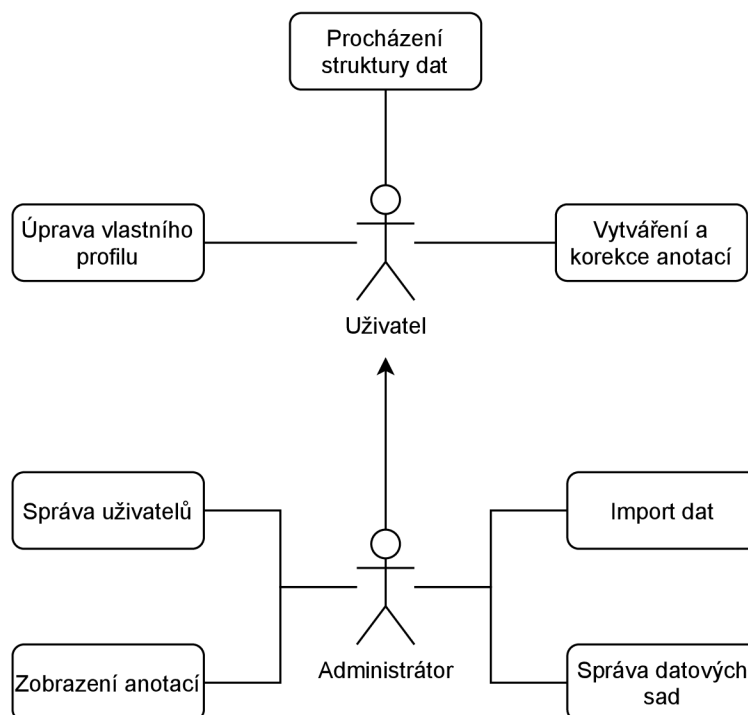 Procházení
struktury dat
Úprava vlastního
profilu
Vytváření a
korekce anotací
Uživatel
Správa uživatelů
Import dat
Administrátor
Zobrazení anotací
Správa datových
sad